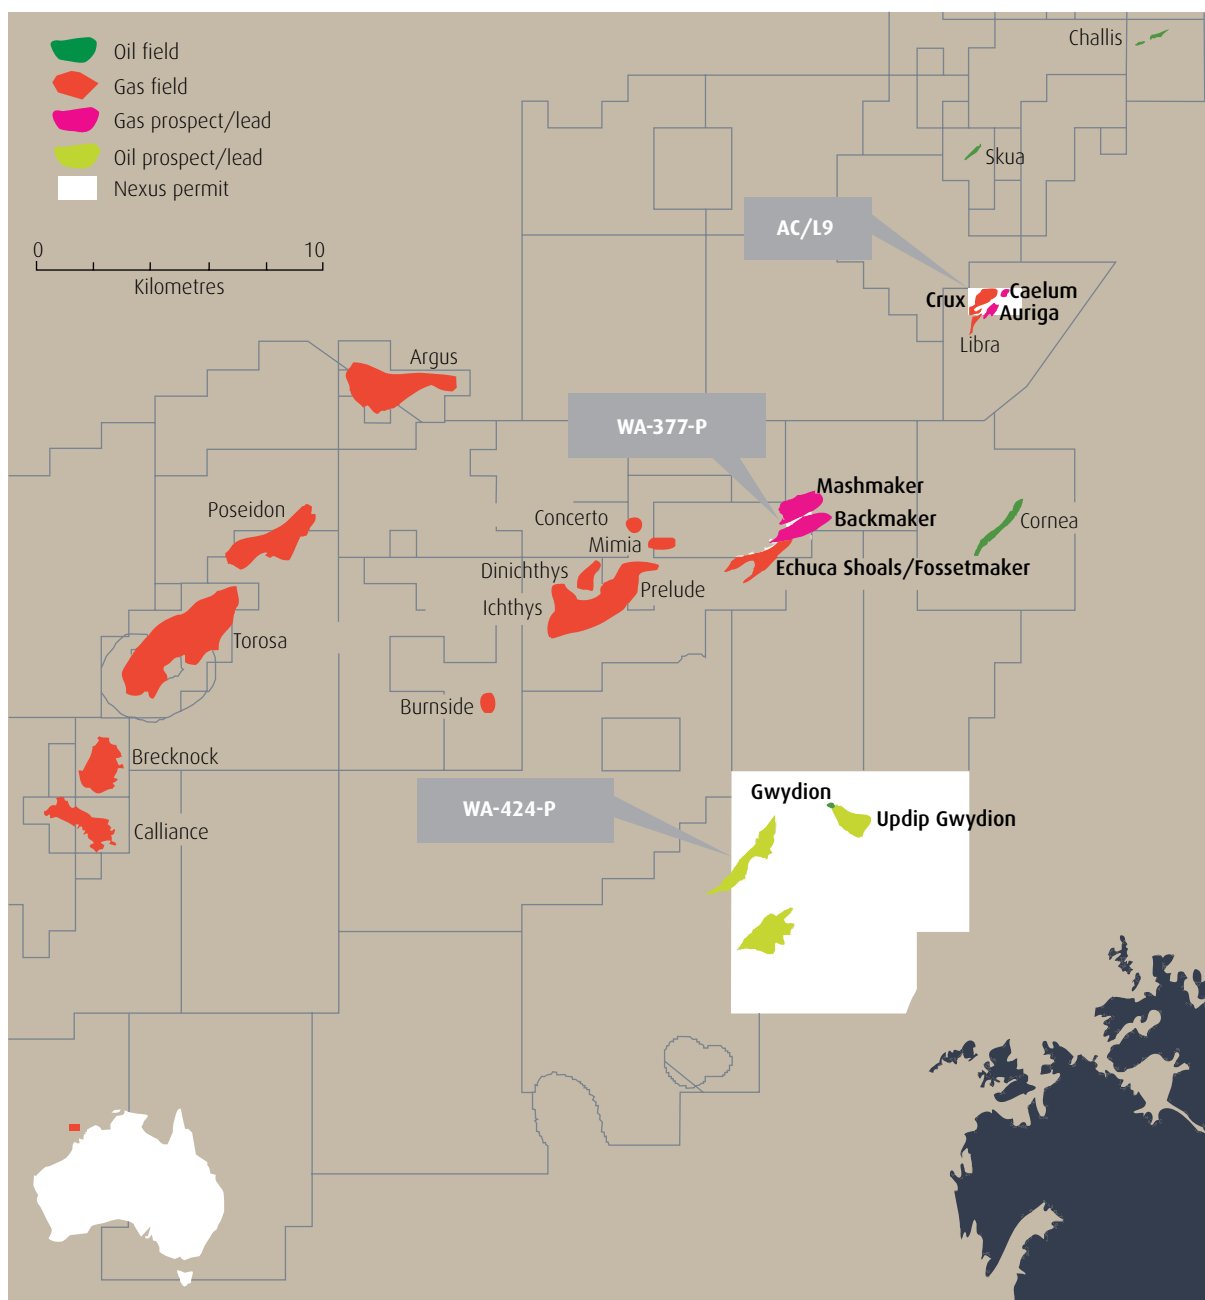 Challis
Oil field
Gas field
Gas prospect/lead
Oil prospect/lead
Nexus permit
Skua
AC/L9
0 10
Kilometres
Crux
Caelum
Auriga
Libra
Argus
WA-377-P
Mashmaker
Backmaker
Poseidon
Concerto
Cornea
Mimia
Echuca Shoals/Fossetmaker
Dinichthys
Prelude
Ichthys
Torosa
Burnside
Brecknock
Gwydion
WA-424-P
Updip Gwydion
Calliance